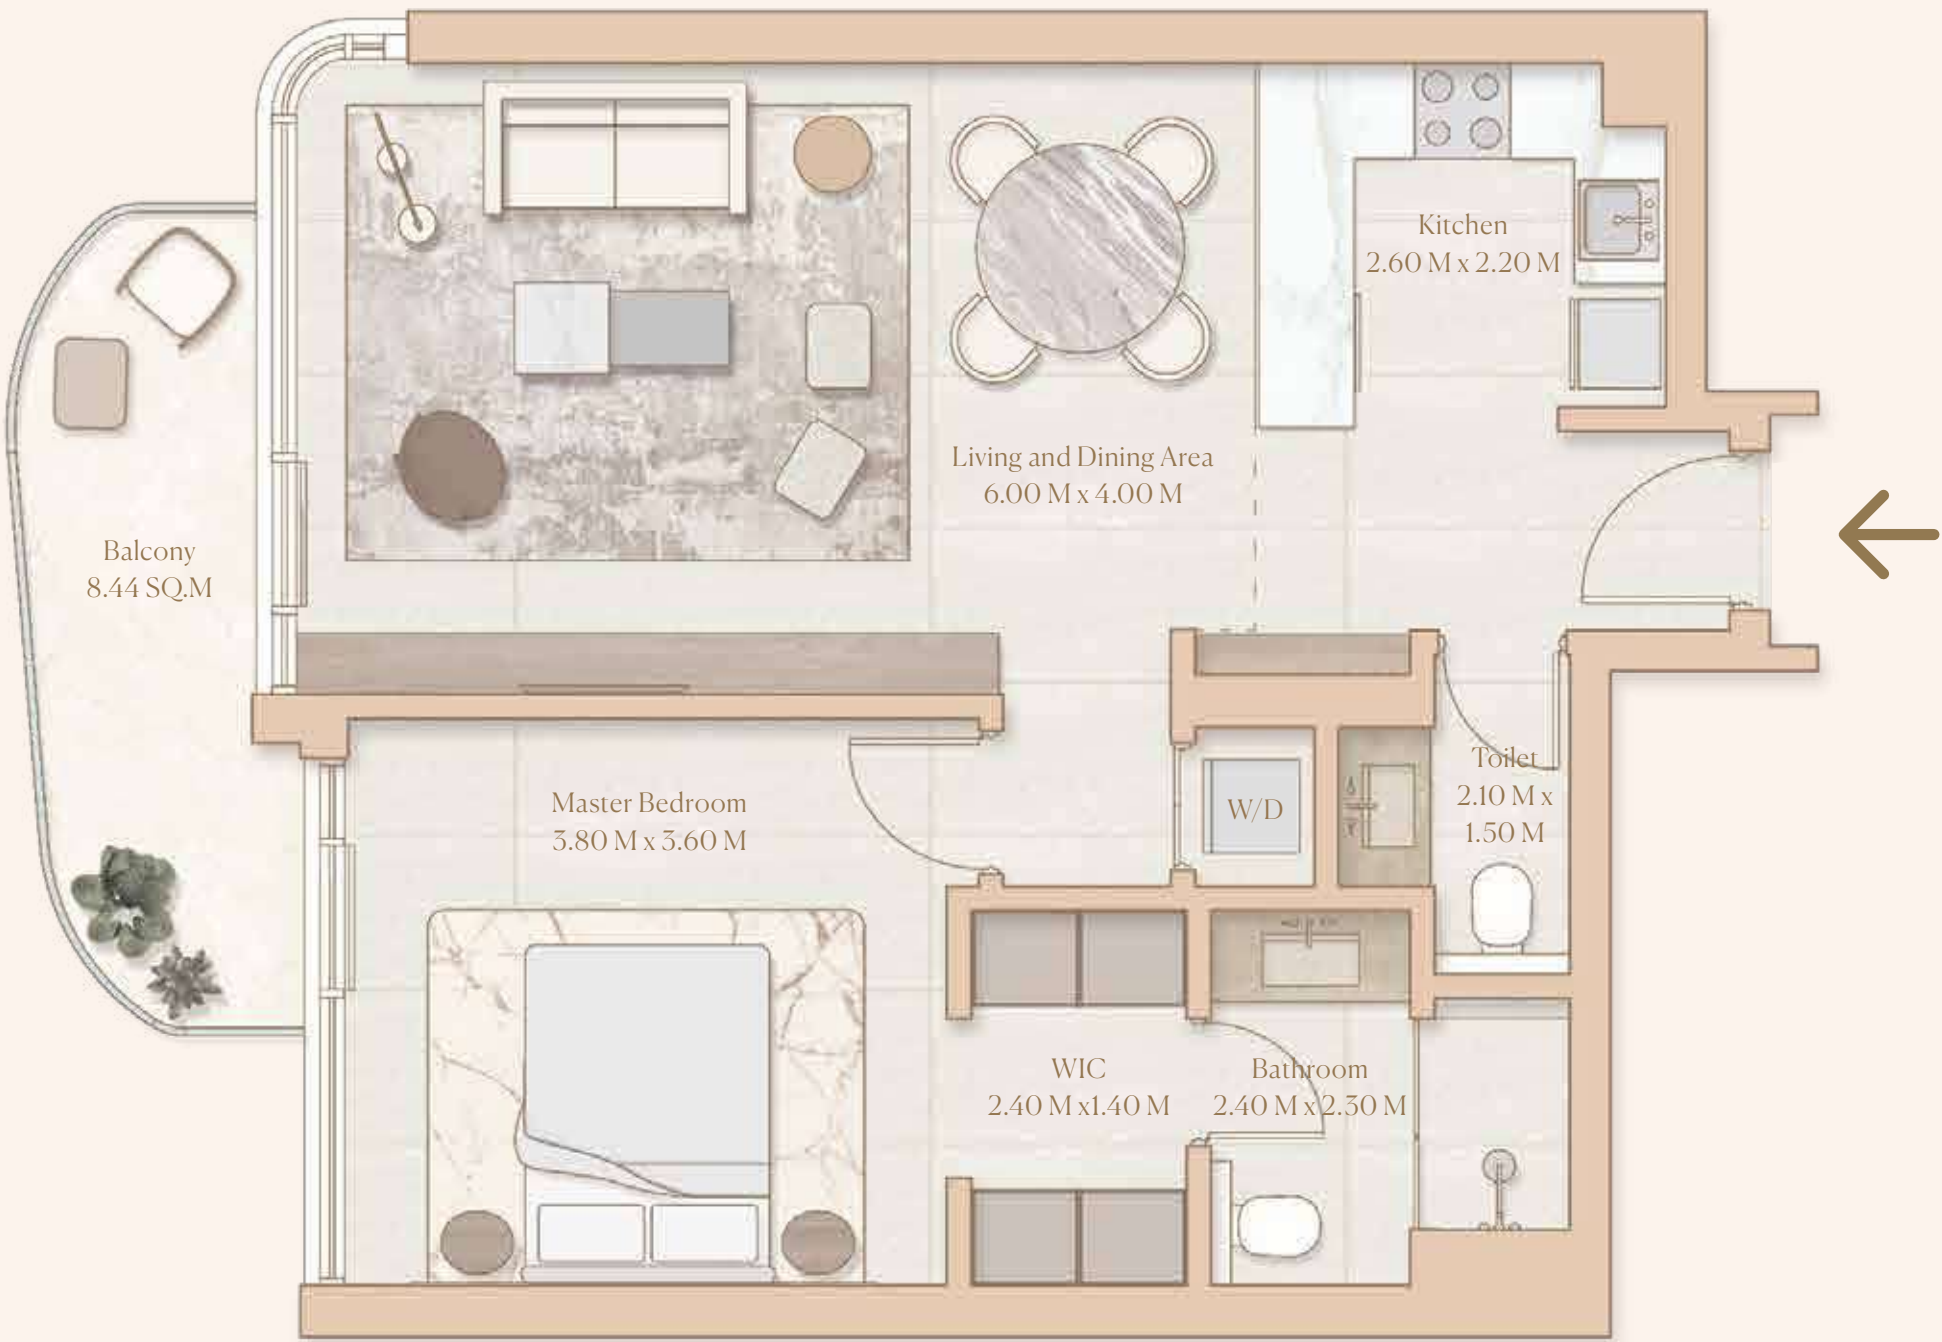 Kitchen
2.60 M x 2.20 M
Living and Dining Area
6.00 M x 4.00 M
Balcony
8.44 SQ.M
Master Bedroom
3.80 M x 3.60 M
W/D
Toilet
2.10 M x
1.50 M
WIC
2.40 M x1.40 M
Bathroom
2.40 M x 2.30 M